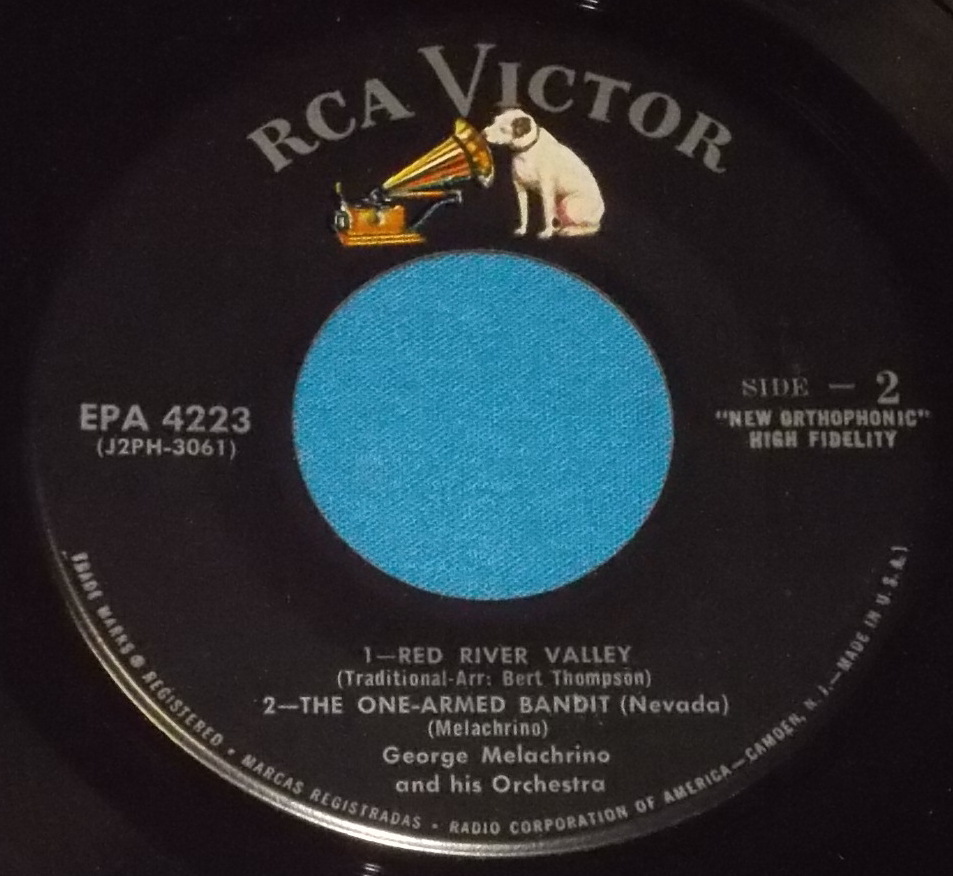 RCA VICTOR
EPA 4223
(J2PH-3061)
SIDE - 2
"NEW ORTHOPHONIC"
HIGH FIDELITY
1—RED RIVER VALLEY
(Traditional-Arr: Bert Thompson)
2—THE ONE-ARMED BANDIT (Nevada)
(Melachrino)
George Melachrino
and his Orchestra
TRADE MARKS ® REGISTERED • MARCAS REGISTRADAS • RADIO CORPORATION OF AMERICA—CAMDEN, N. J.—MADE IN U. S. A.